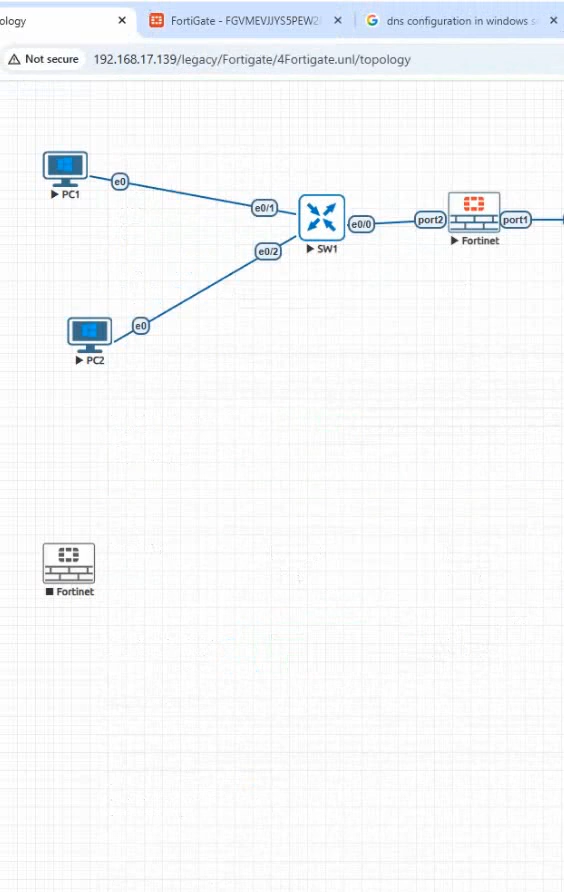 ology
FortiGate - FGVMEVJJYS5PEW2
dns configuration in windows s
Not secure
192.168.17.139/legacy/Fortigate/4Fortigate.unl/topology
PC1
e0
e0/1
e0/0
port2
port1
Fortinet
SW1
e0/2
e0
PC2
Fortinet